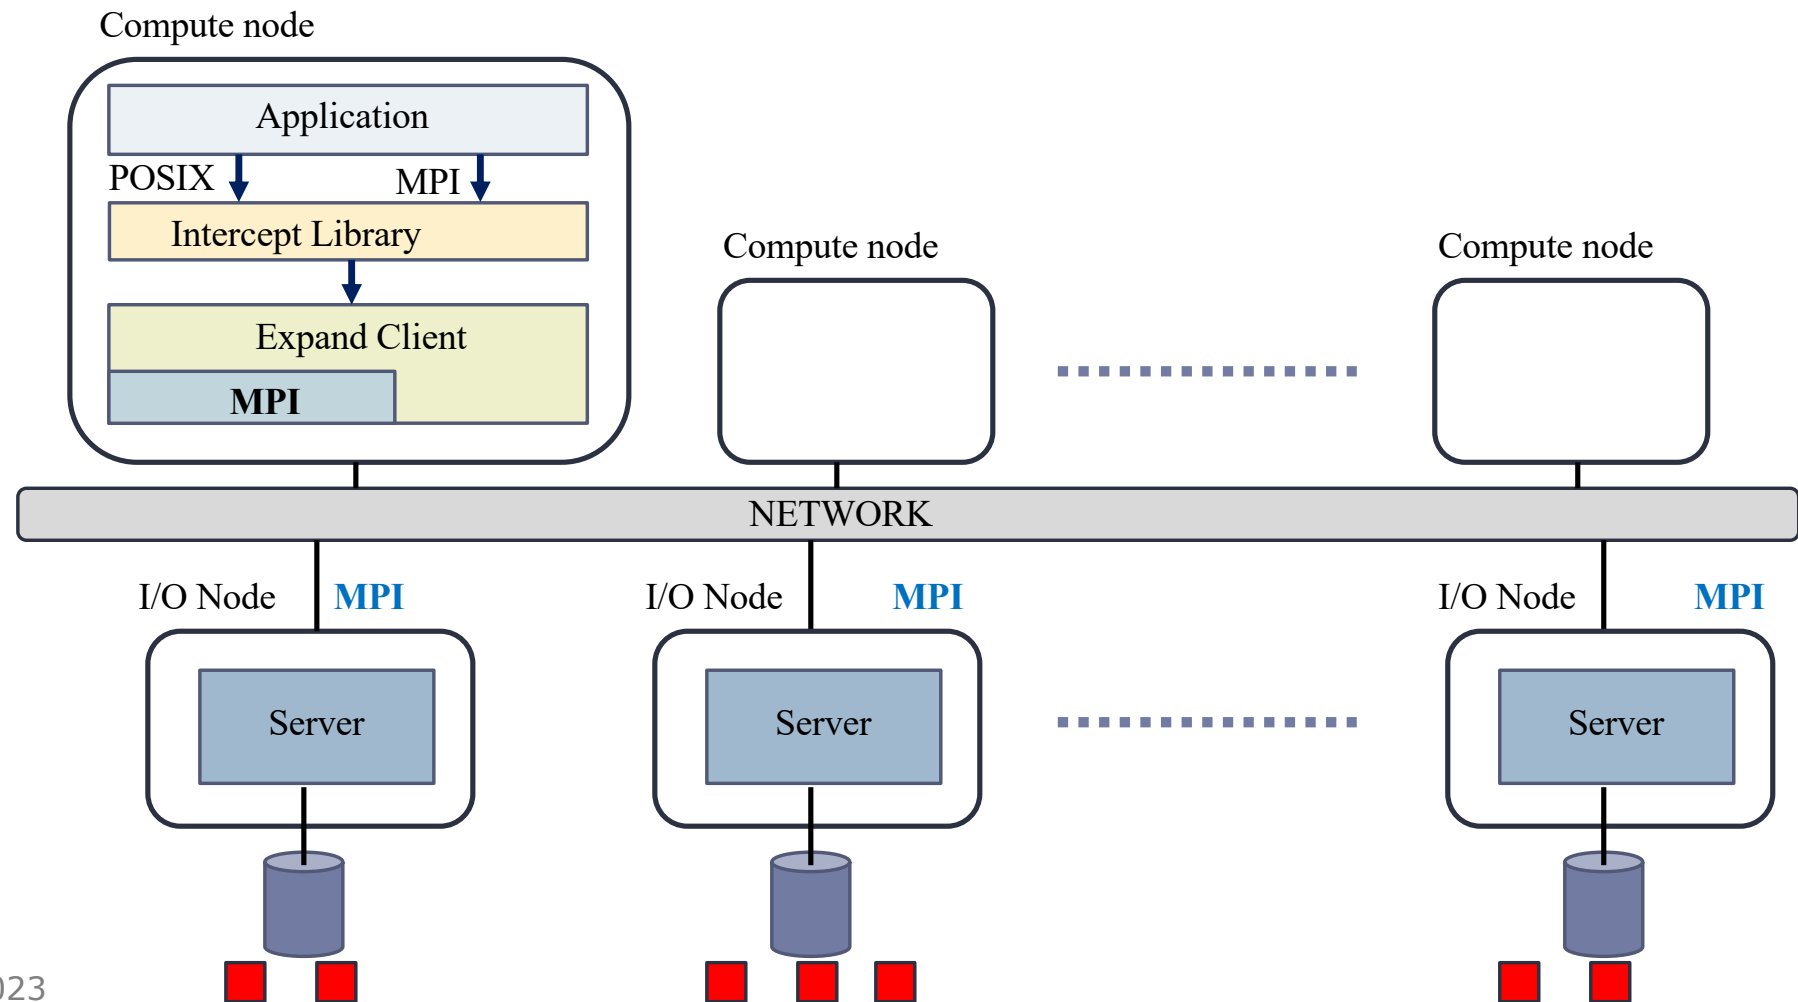 Compute node
Application
POSIX
MPI
Intercept Library
Compute node
Compute node
Expand Client
MPI
NETWORK
I/O Node
MPI
I/O Node
MPI
I/O Node
MPI
Server
Server
Server
023